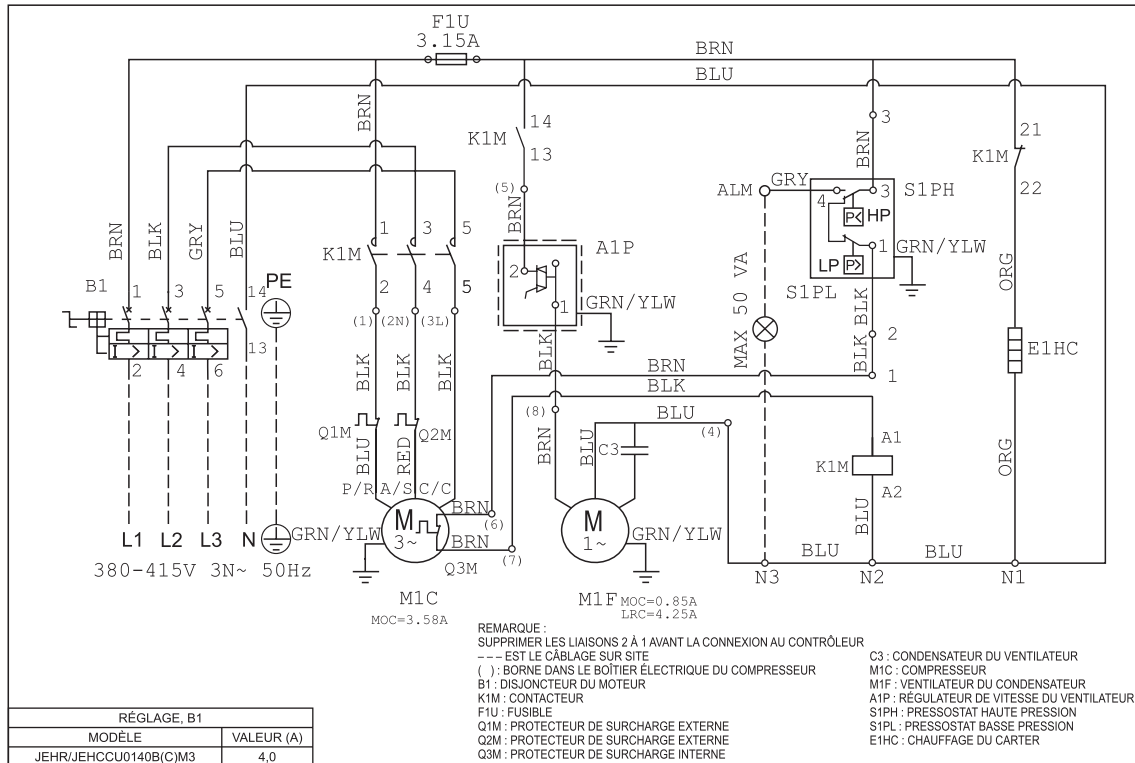 F1U
3.15A
BRN
BLU
BRN
14
K1M
13
(5)
BRN
3
BRN
21
K1M
22
ALM
GRY
4
3
S1PH
P<
HP
1
LP
P>
GRN/YLW
S1PL
BRN
BLK
GRY
BLU
B1
1
3
5
14
PE
13
2
4
6
1
3
5
K1M
2
4
5
(1)
(2N)
(3L)
A1P
2
1
GRN/YLW
MAX 50 VA
BLK
BLK
2
1
ORG
E1HC
BLK
BLK
BLK
BLK
BRN
BLK
(8)
BLU
(4)
Q1M
Q2M
BLU
RED
BRN
BLU
C3
A1
K1M
A2
ORG
P/R
A/S
C/C
BRN
(6)
M
3~
BRN
(7)
Q3M
GRN/YLW
M
1~
GRN/YLW
BLU
BLU
BLU
L1
L2
L3
N
380-415V 3N~ 50Hz
N3
N2
N1
M1C
MOC=3.58A
M1F
MOC=0.85A
LRC=4.25A
REMARQUE :
SUPPRIMER LES LIAISONS 2 À 1 AVANT LA CONNEXION AU CONTRÔLEUR
--- EST LE CÂBLAGE SUR SITE
( ) : BORNE DANS LE BOÎTIER ÉLECTRIQUE DU COMPRESSEUR
B1 : DISJONCTEUR DU MOTEUR
K1M : CONTACTEUR
F1U : FUSIBLE
Q1M : PROTECTEUR DE SURCHARGE EXTERNE
Q2M : PROTECTEUR DE SURCHARGE EXTERNE
Q3M : PROTECTEUR DE SURCHARGE INTERNE
C3 : CONDENSATEUR DU VENTILATEUR
M1C : COMPRESSEUR
M1F : VENTILATEUR DU CONDENSATEUR
A1P : RÉGULATEUR DE VITESSE DU VENTILATEUR
S1PH : PRESSOSTAT HAUTE PRESSION
S1PL : PRESSOSTAT BASSE PRESSION
E1HC : CHAUFFAGE DU CARTER
RÉGLAGE, B1
MODÈLE VALEUR (A)
JEHR/JEHCCU0140B(C)M3 4,0